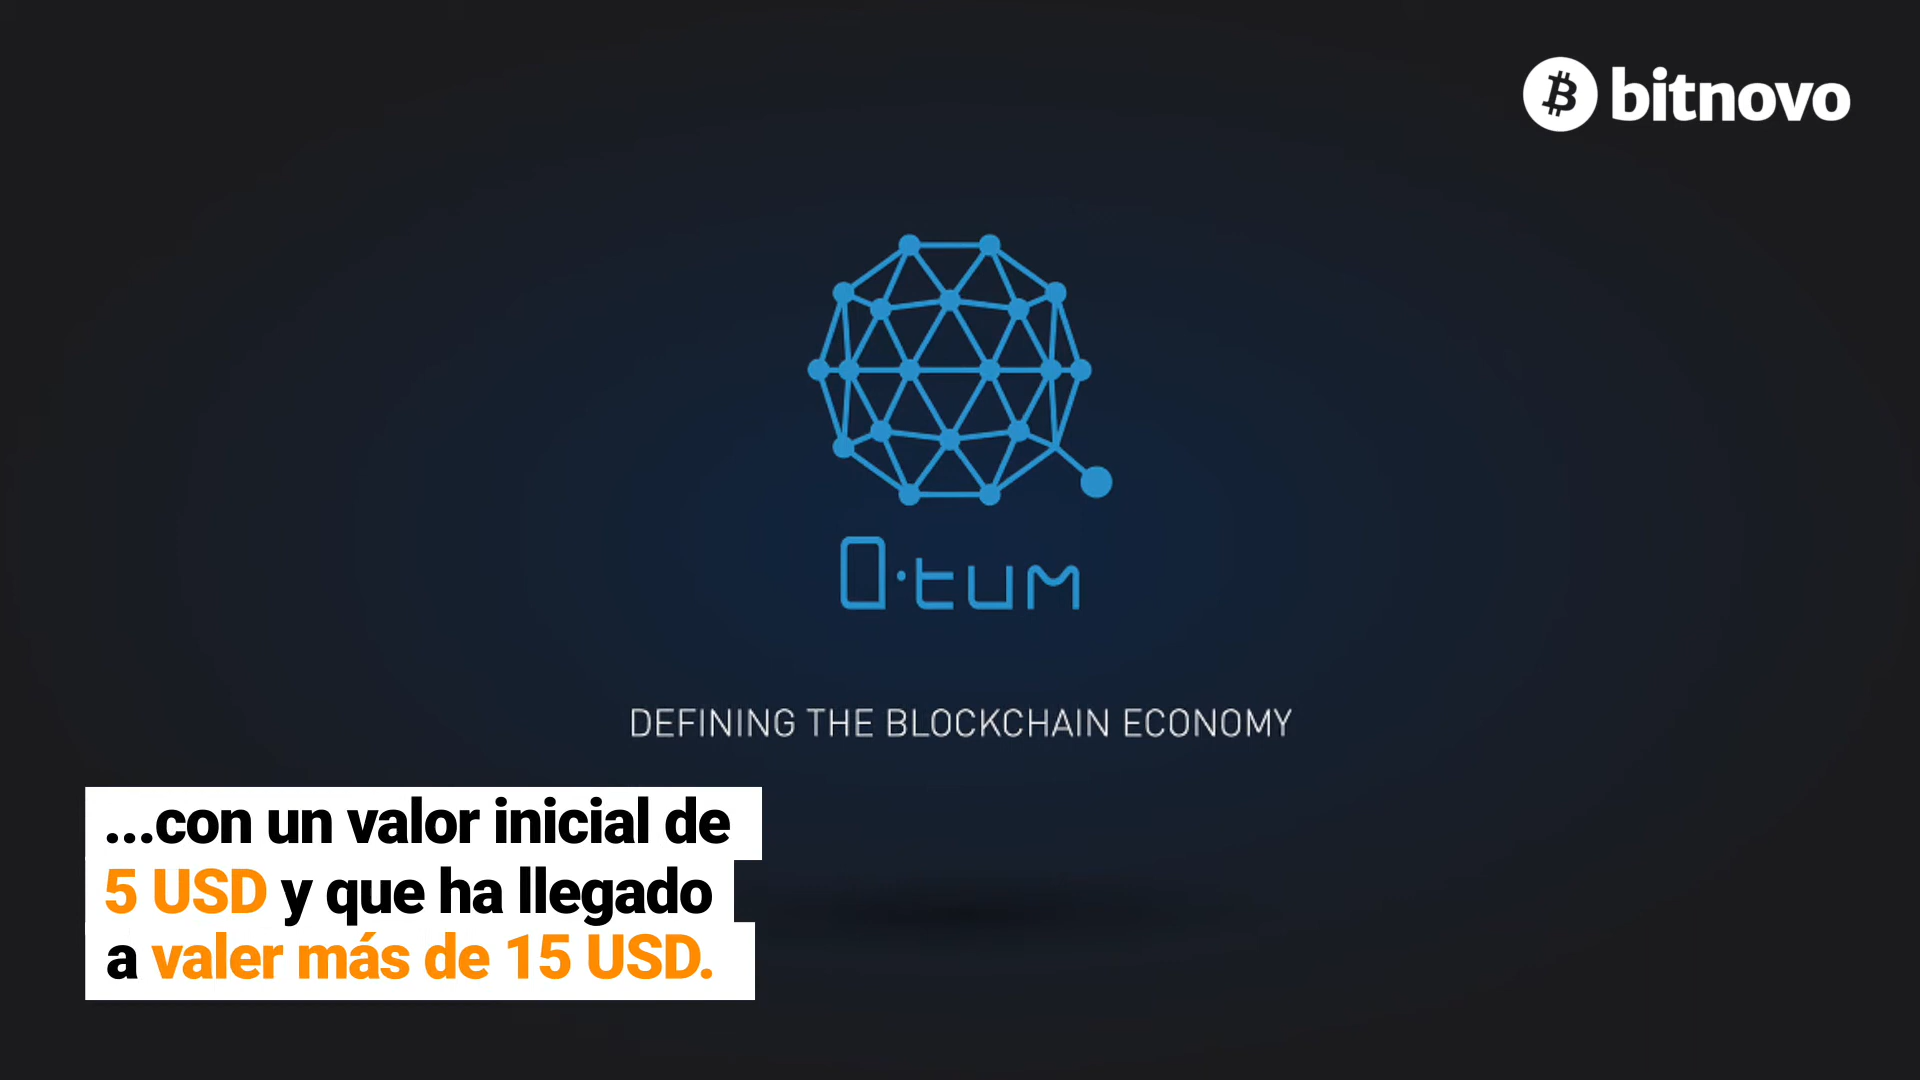 bitnovo
Qtum
DEFINING THE BLOCKCHAIN ECONOMY
...con un valor inicial de
5 USD y que ha llegado
a valer más de 15 USD.